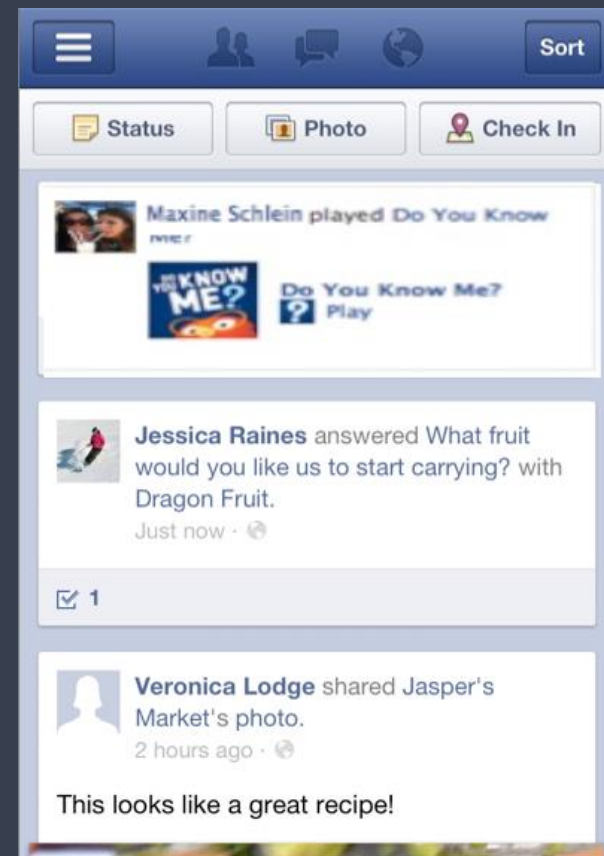 Sort
Status Photo Check In
Maxine Schlein played Do You Know
Me?
DO YOU KNOW
ME?
Do You Know Me?
? Play
Jessica Raines answered What fruit
would you like us to start carrying? with
Dragon Fruit.
Just now ·
1
Veronica Lodge shared Jasper's
Market's photo.
2 hours ago ·
This looks like a great recipe!